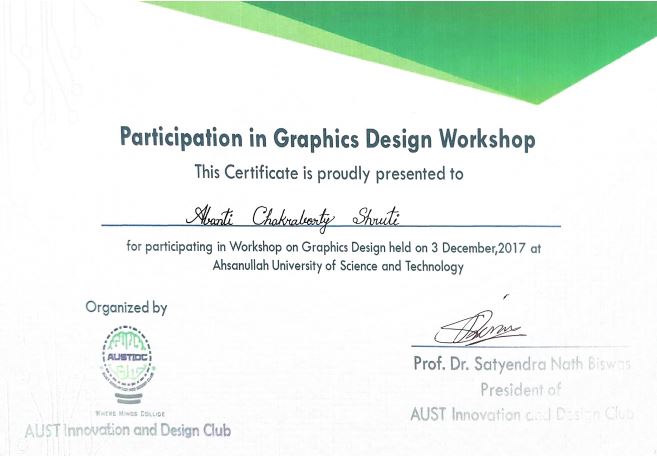 Participation in Graphics Design Workshop
This Certificate is proudly presented to
Abanti Chakraborty Shruti
for participating in Workshop on Graphics Design held on 3 December,2017 at
Ahsanullah University of Science and Technology
Organized by
AUSTIDC
WHERE MINDS COLLIDE
AUST Innovation and Design Club
Prof. Dr. Satyendra Nath Biswas
President of
AUST Innovation and Design Club